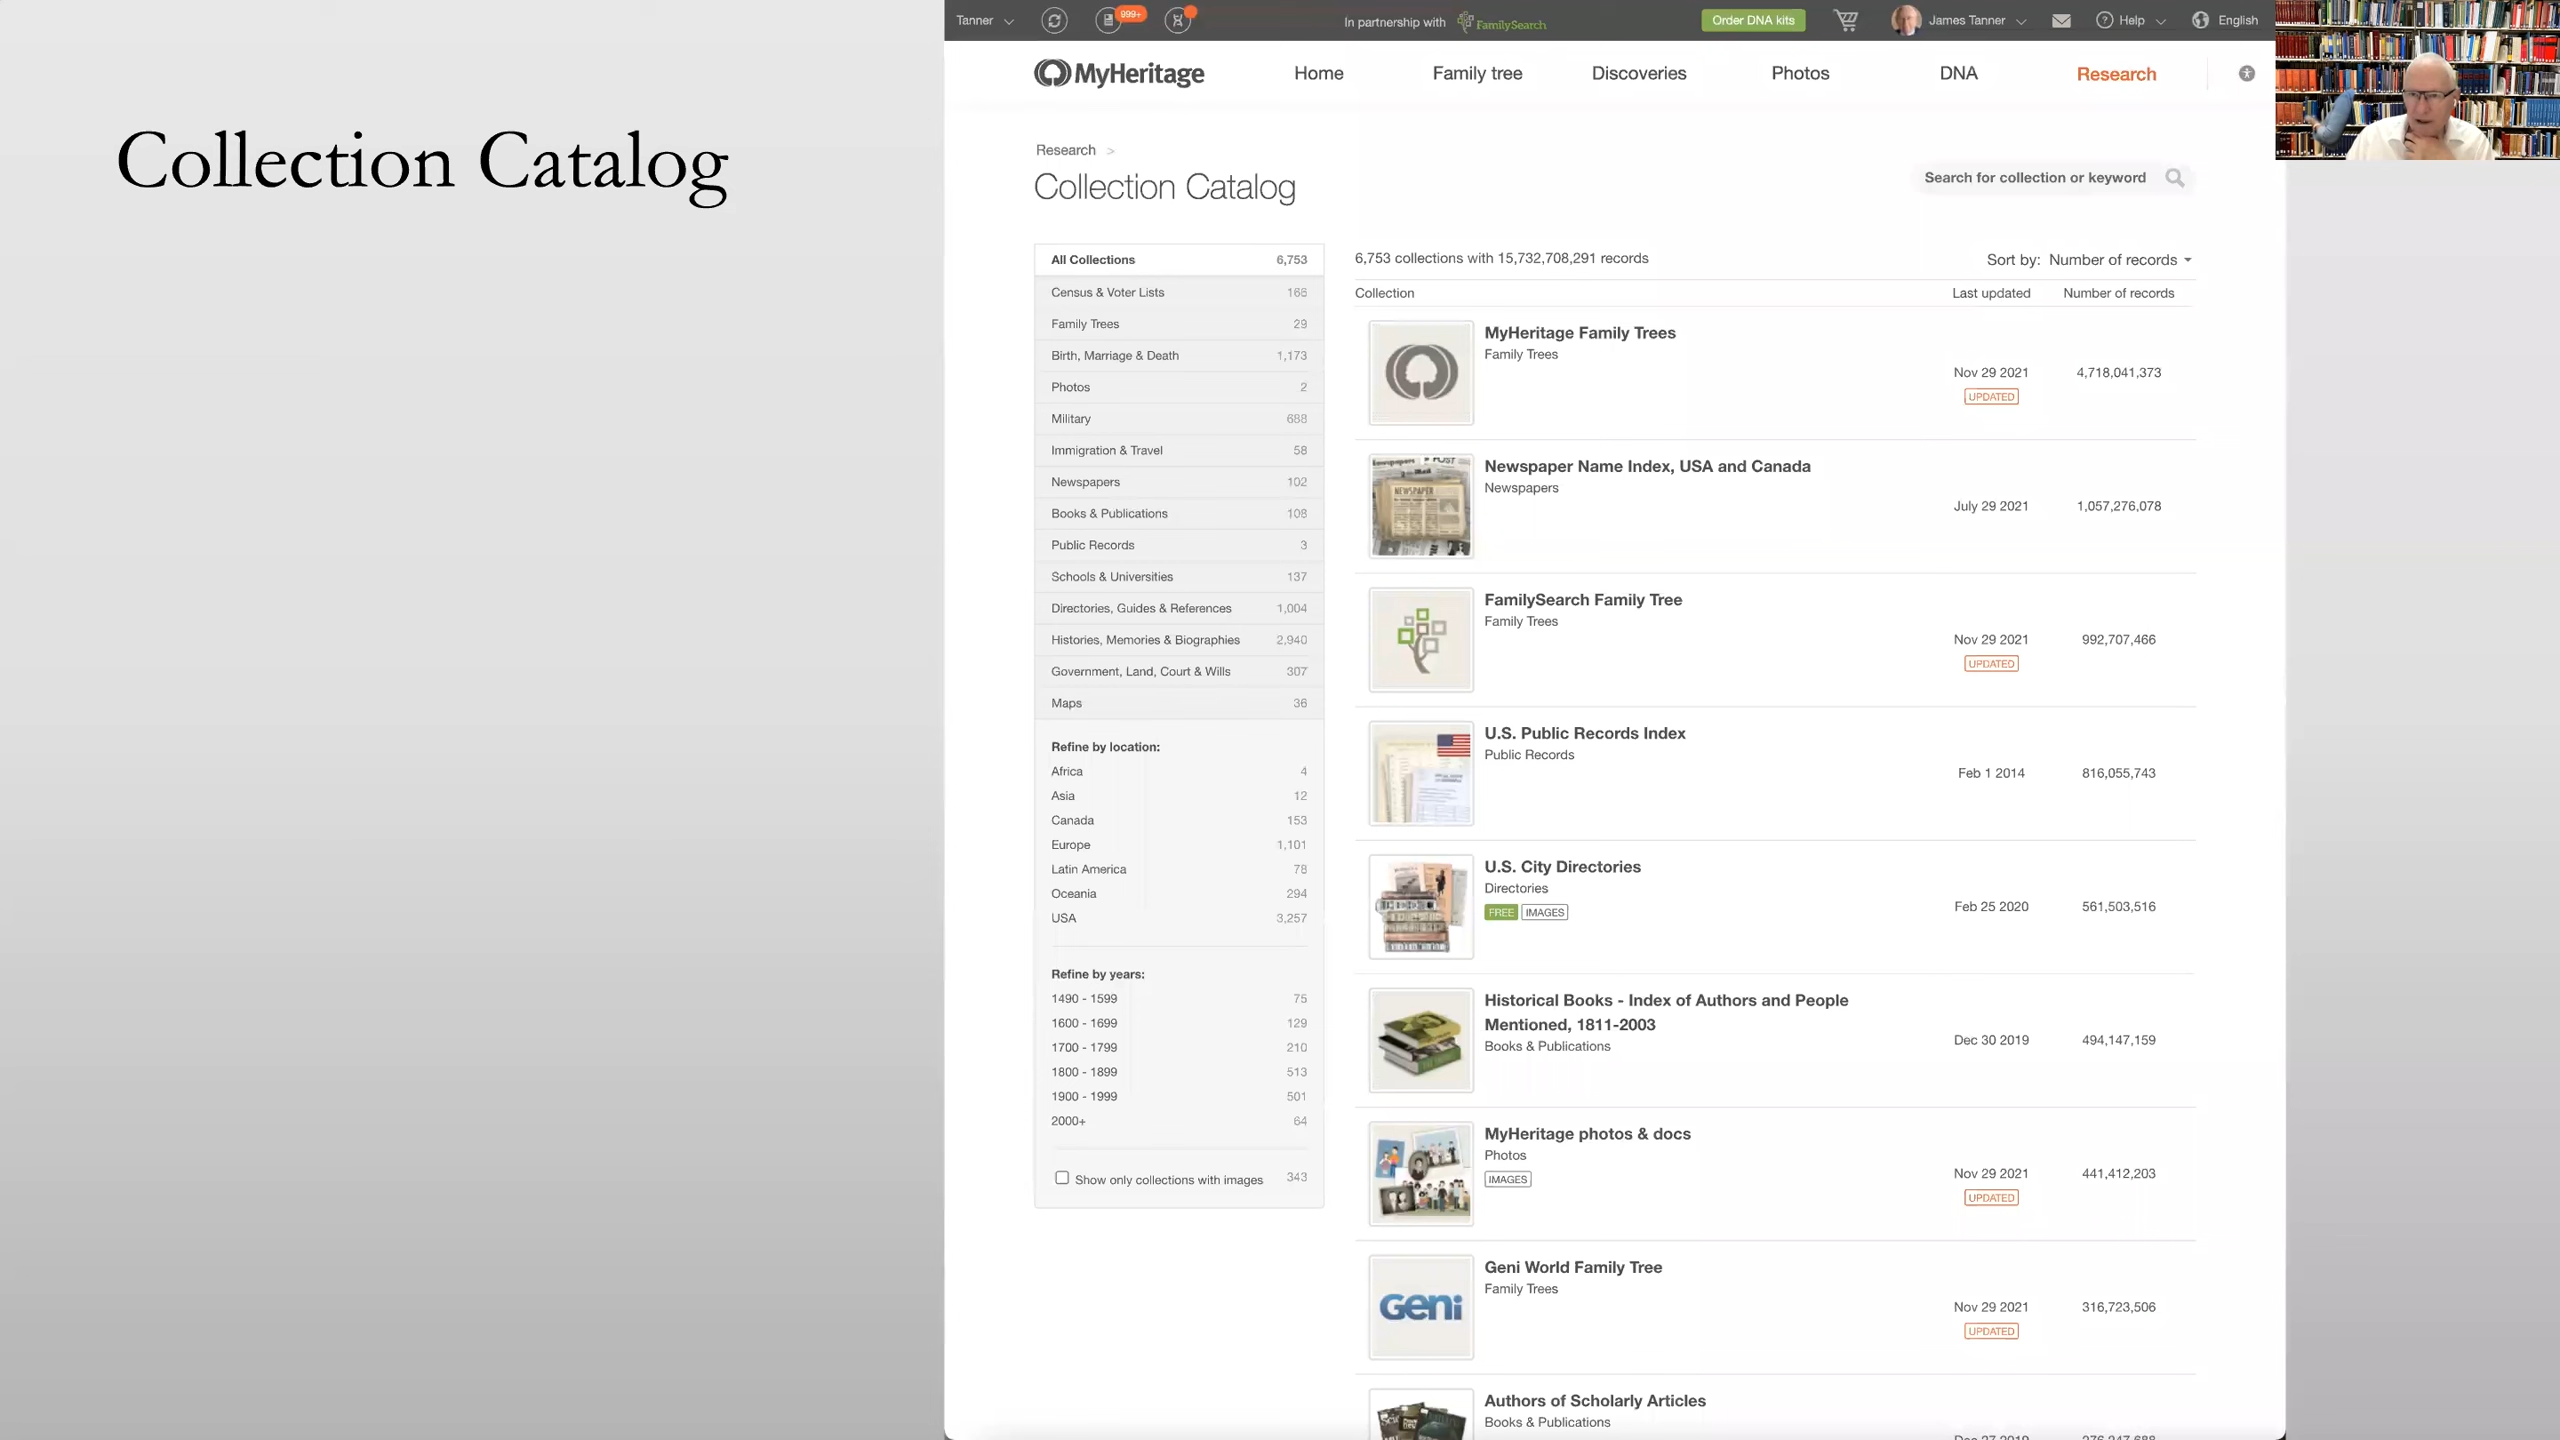 Collection Catalog
Tanner
999+
In partnership with FamilySearch
Order DNA kits
James Tanner
Help
English
MyHeritage
Home
Family tree
Discoveries
Photos
DNA
Research
Research >
Collection Catalog
Search for collection or keyword
All Collections 6,753
Census & Voter Lists 168
Family Trees 29
Birth, Marriage & Death 1,173
Photos 2
Military 688
Immigration & Travel 58
Newspapers 102
Books & Publications 108
Public Records 3
Schools & Universities 137
Directories, Guides & References 1,004
Histories, Memories & Biographies 2,940
Government, Land, Court & Wills 307
Maps 36
Refine by location:
Africa 4
Asia 12
Canada 153
Europe 1,101
Latin America 78
Oceania 294
USA 3,257
Refine by years:
1490 - 1599 75
1600 - 1699 129
1700 - 1799 210
1800 - 1899 513
1900 - 1999 501
2000+ 64
Show only collections with images 343
6,753 collections with 15,732,708,291 records
Sort by: Number of records
Collection Last updated Number of records
MyHeritage Family Trees
Family Trees
Nov 29 2021 4,718,041,373
UPDATED
NEWSPAPER
Newspaper Name Index, USA and Canada
Newspapers
July 29 2021 1,057,276,078
FamilySearch Family Tree
Family Trees
Nov 29 2021 992,707,466
UPDATED
U.S. Public Records Index
Public Records
Feb 1 2014 816,055,743
U.S. City Directories
Directories
FREE IMAGES
Feb 25 2020 561,503,516
Historical Books - Index of Authors and People
Mentioned, 1811-2003
Books & Publications
Dec 30 2019 494,147,159
MyHeritage photos & docs
Photos
IMAGES
Nov 29 2021 441,412,203
UPDATED
Geni
Geni World Family Tree
Family Trees
Nov 29 2021 316,723,506
UPDATED
Authors of Scholarly Articles
Books & Publications